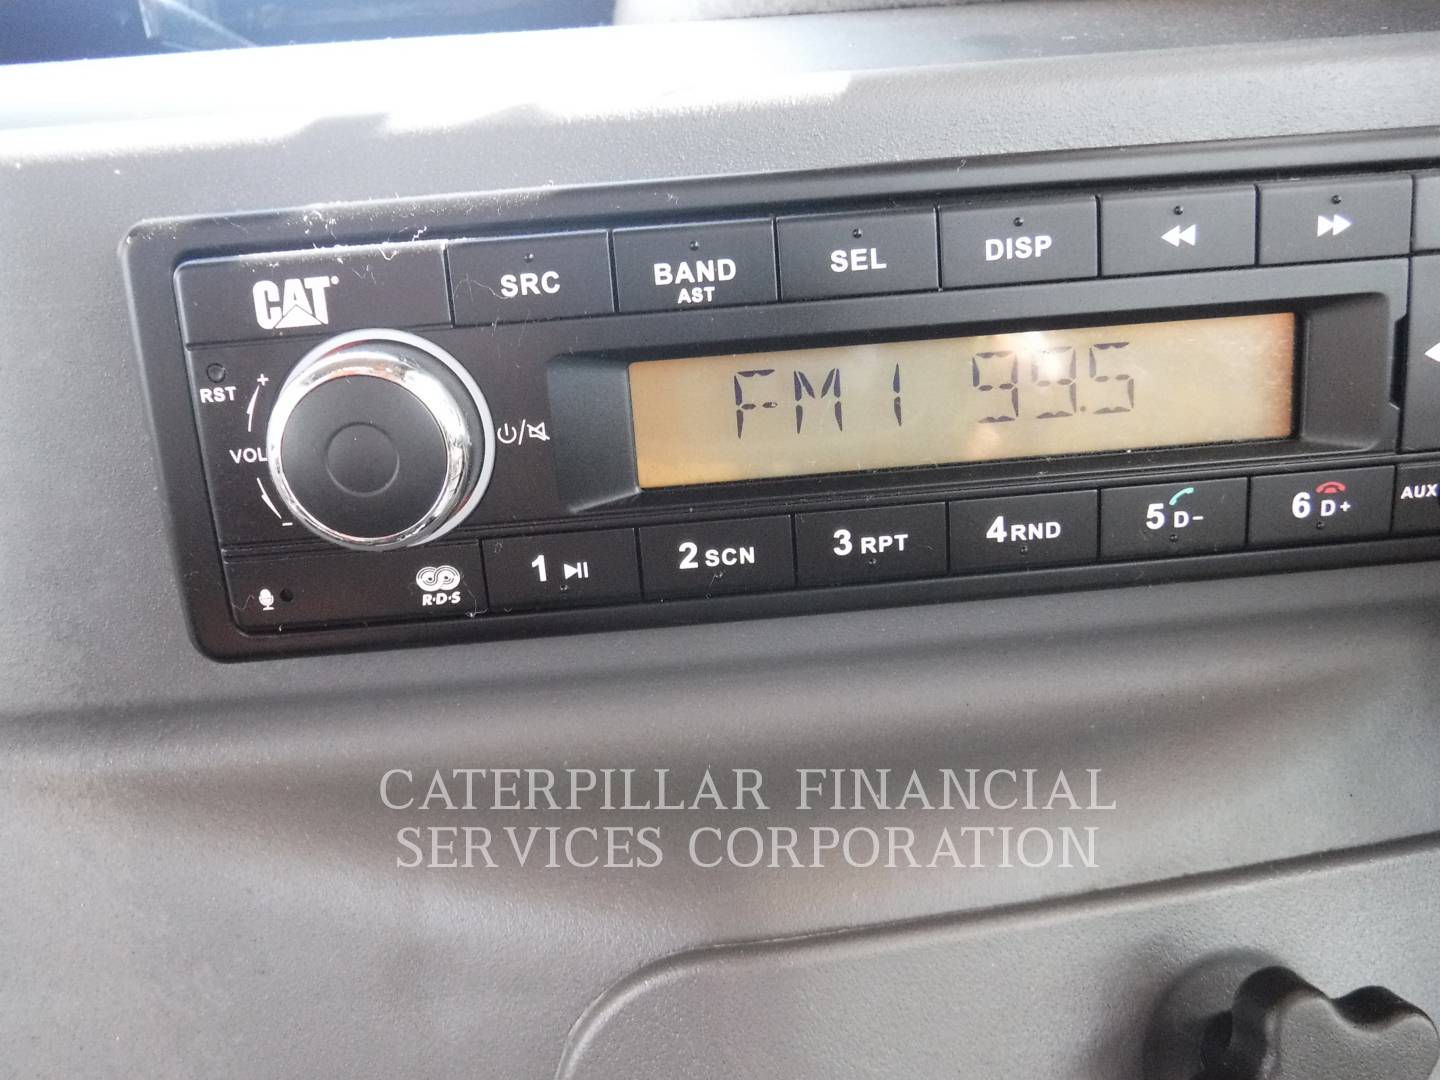 CAT
SRC
BAND
AST
SEL
DISP
RST
+
VOL
-
FM1 99.5
R·D·S
1
2 SCN
3 RPT
4 RND
5 D-
6 D+
AUX
CATERPILLAR FINANCIAL
SERVICES CORPORATION